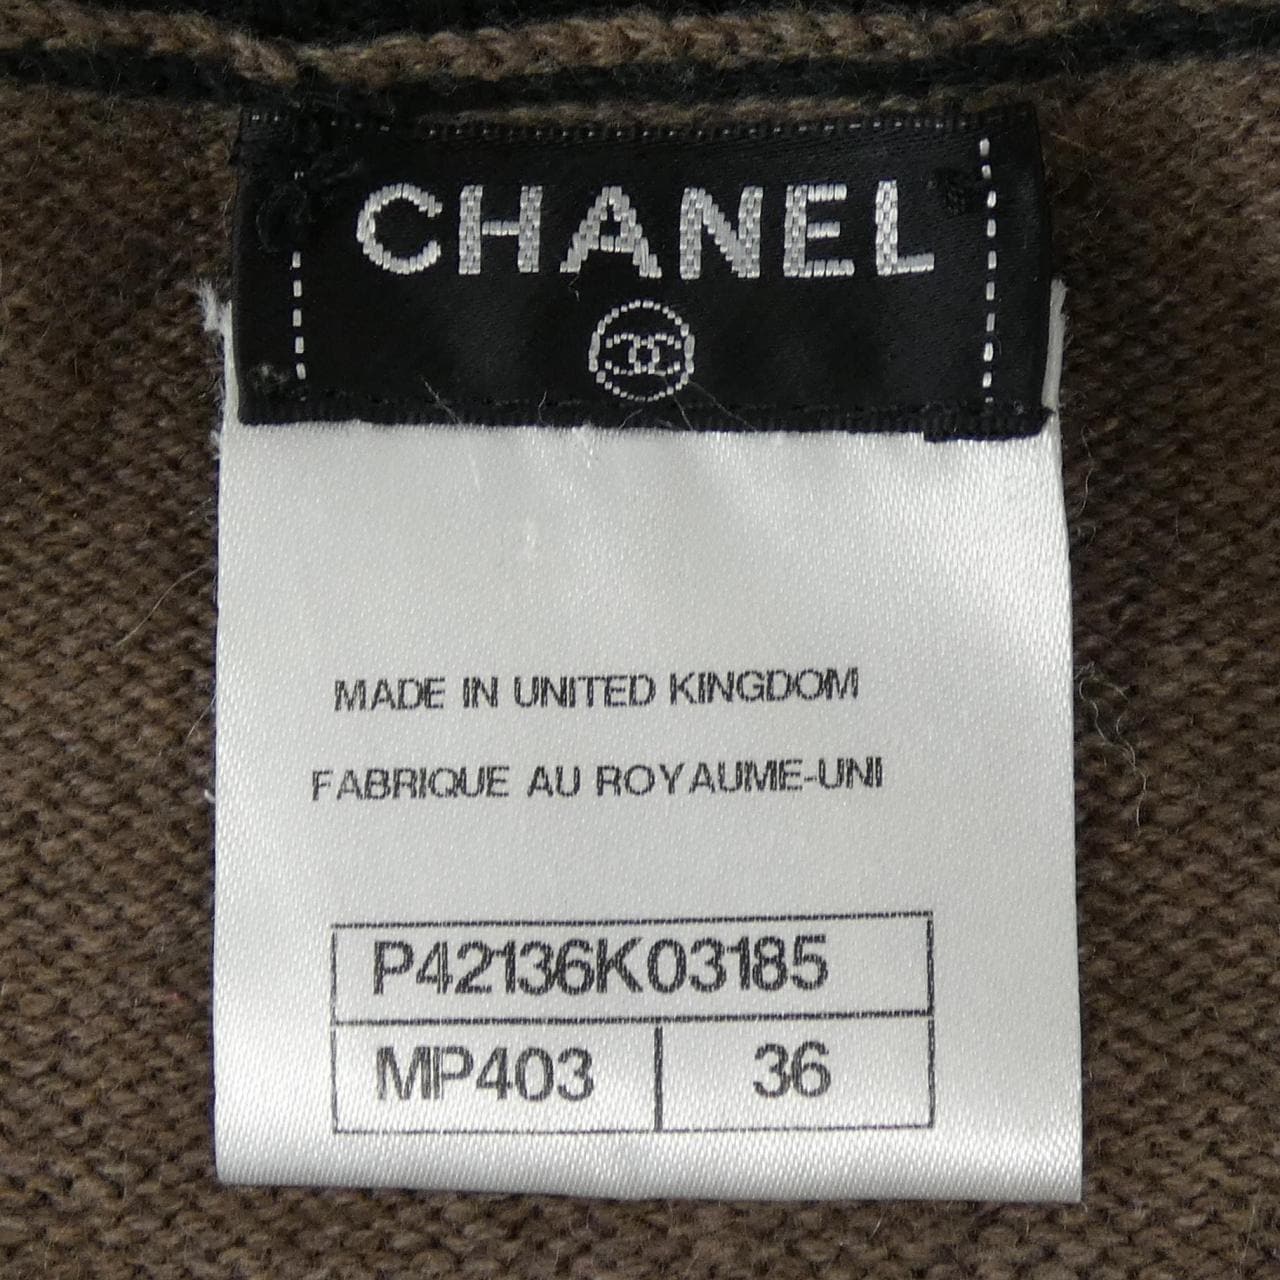 CHANEL
MADE IN UNITED KINGDOM
FABRIQUE AU ROYAUME-UNI
P42136K03185
MP403 36